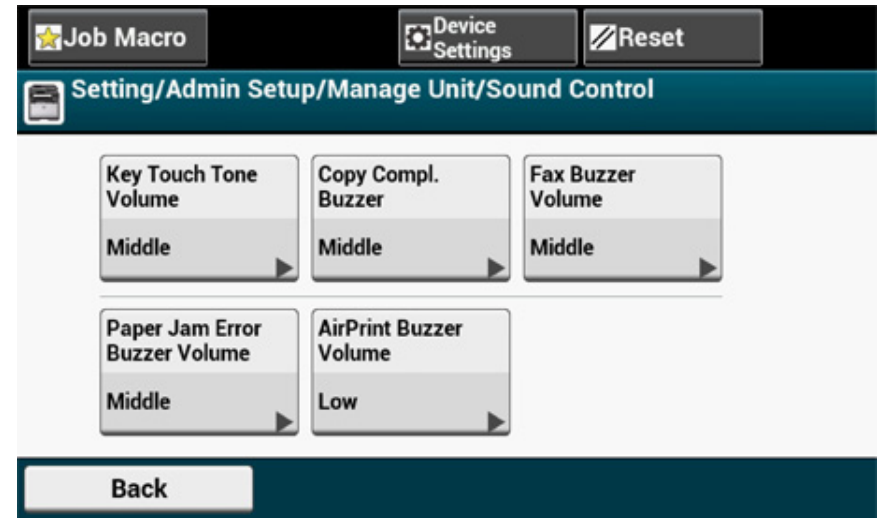 Job Macro
Device
Settings
Reset
Setting/Admin Setup/Manage Unit/Sound Control
Key Touch Tone
Volume
Middle
Copy Compl.
Buzzer
Middle
Fax Buzzer
Volume
Middle
Paper Jam Error
Buzzer Volume
Middle
AirPrint Buzzer
Volume
Low
Back